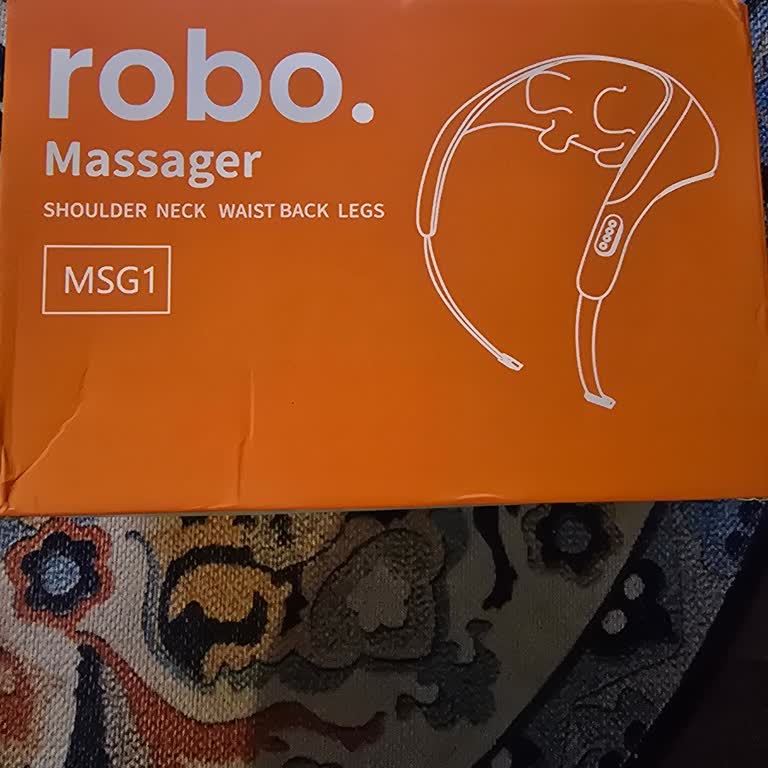 robo.
Massager
SHOULDER NECK WAIST BACK LEGS
MSG1